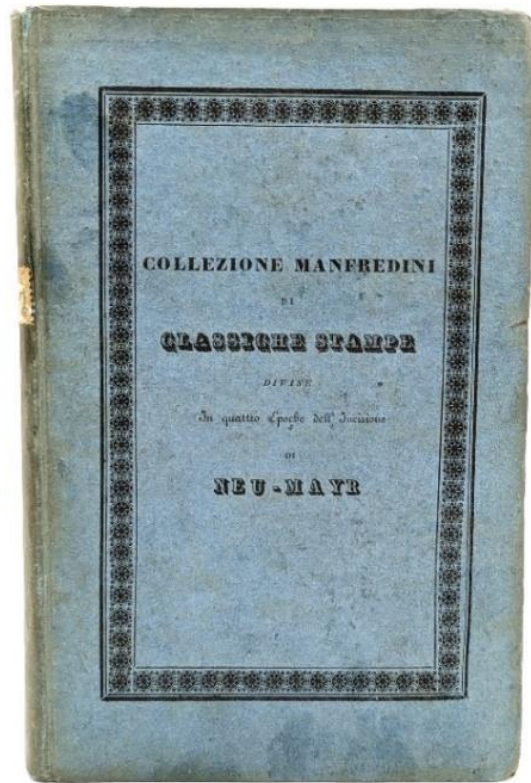 COLLEZIONE MANFREDINI
DI
CLASSICHE STAMPE
DIVISE
In quattro Epoche dell' Incisione
DI
NEU-MAYR